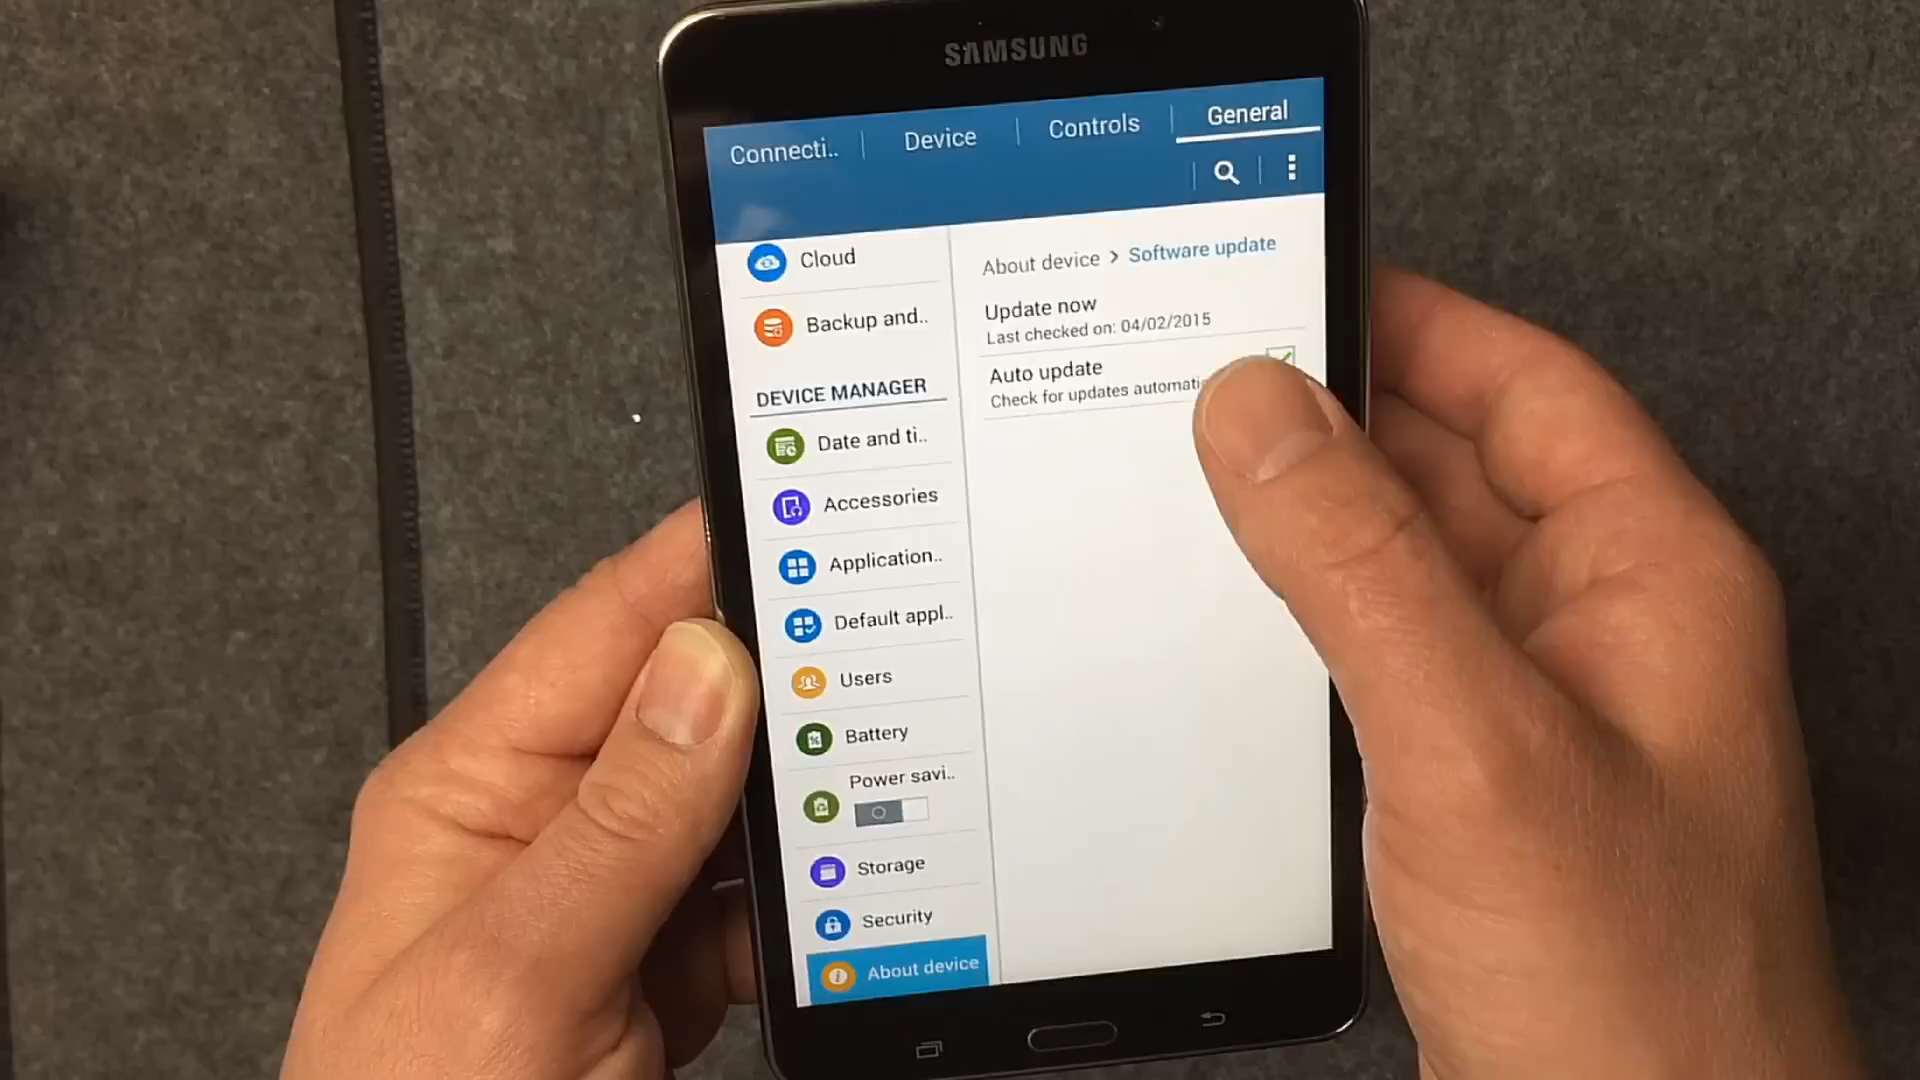 SAMSUNG
Connecti..
Device
Controls
General
Cloud
Backup and..
DEVICE MANAGER
Date and ti..
Accessories
Application..
Default appl..
Users
Battery
Power savi..
Storage
Security
About device
About device > Software update
Update now
Last checked on: 04/02/2015
Auto update
Check for updates automati